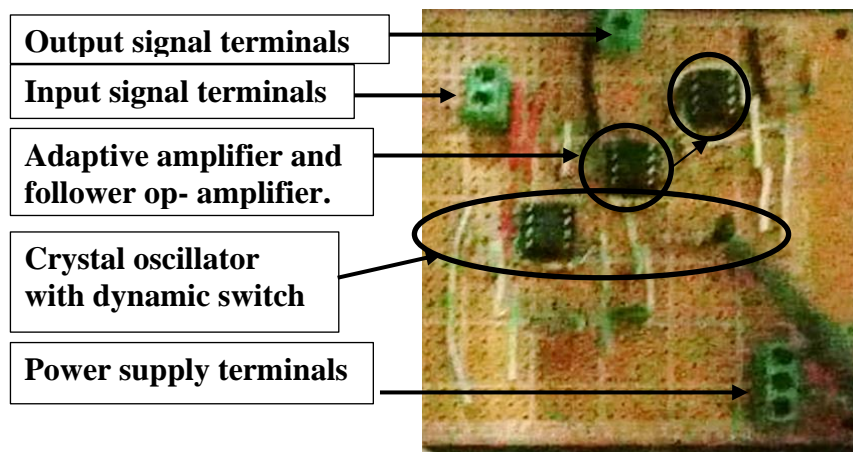 Output signal terminals
Input signal terminals
Adaptive amplifier and
follower op- amplifier.
Crystal oscillator
with dynamic switch
Power supply terminals